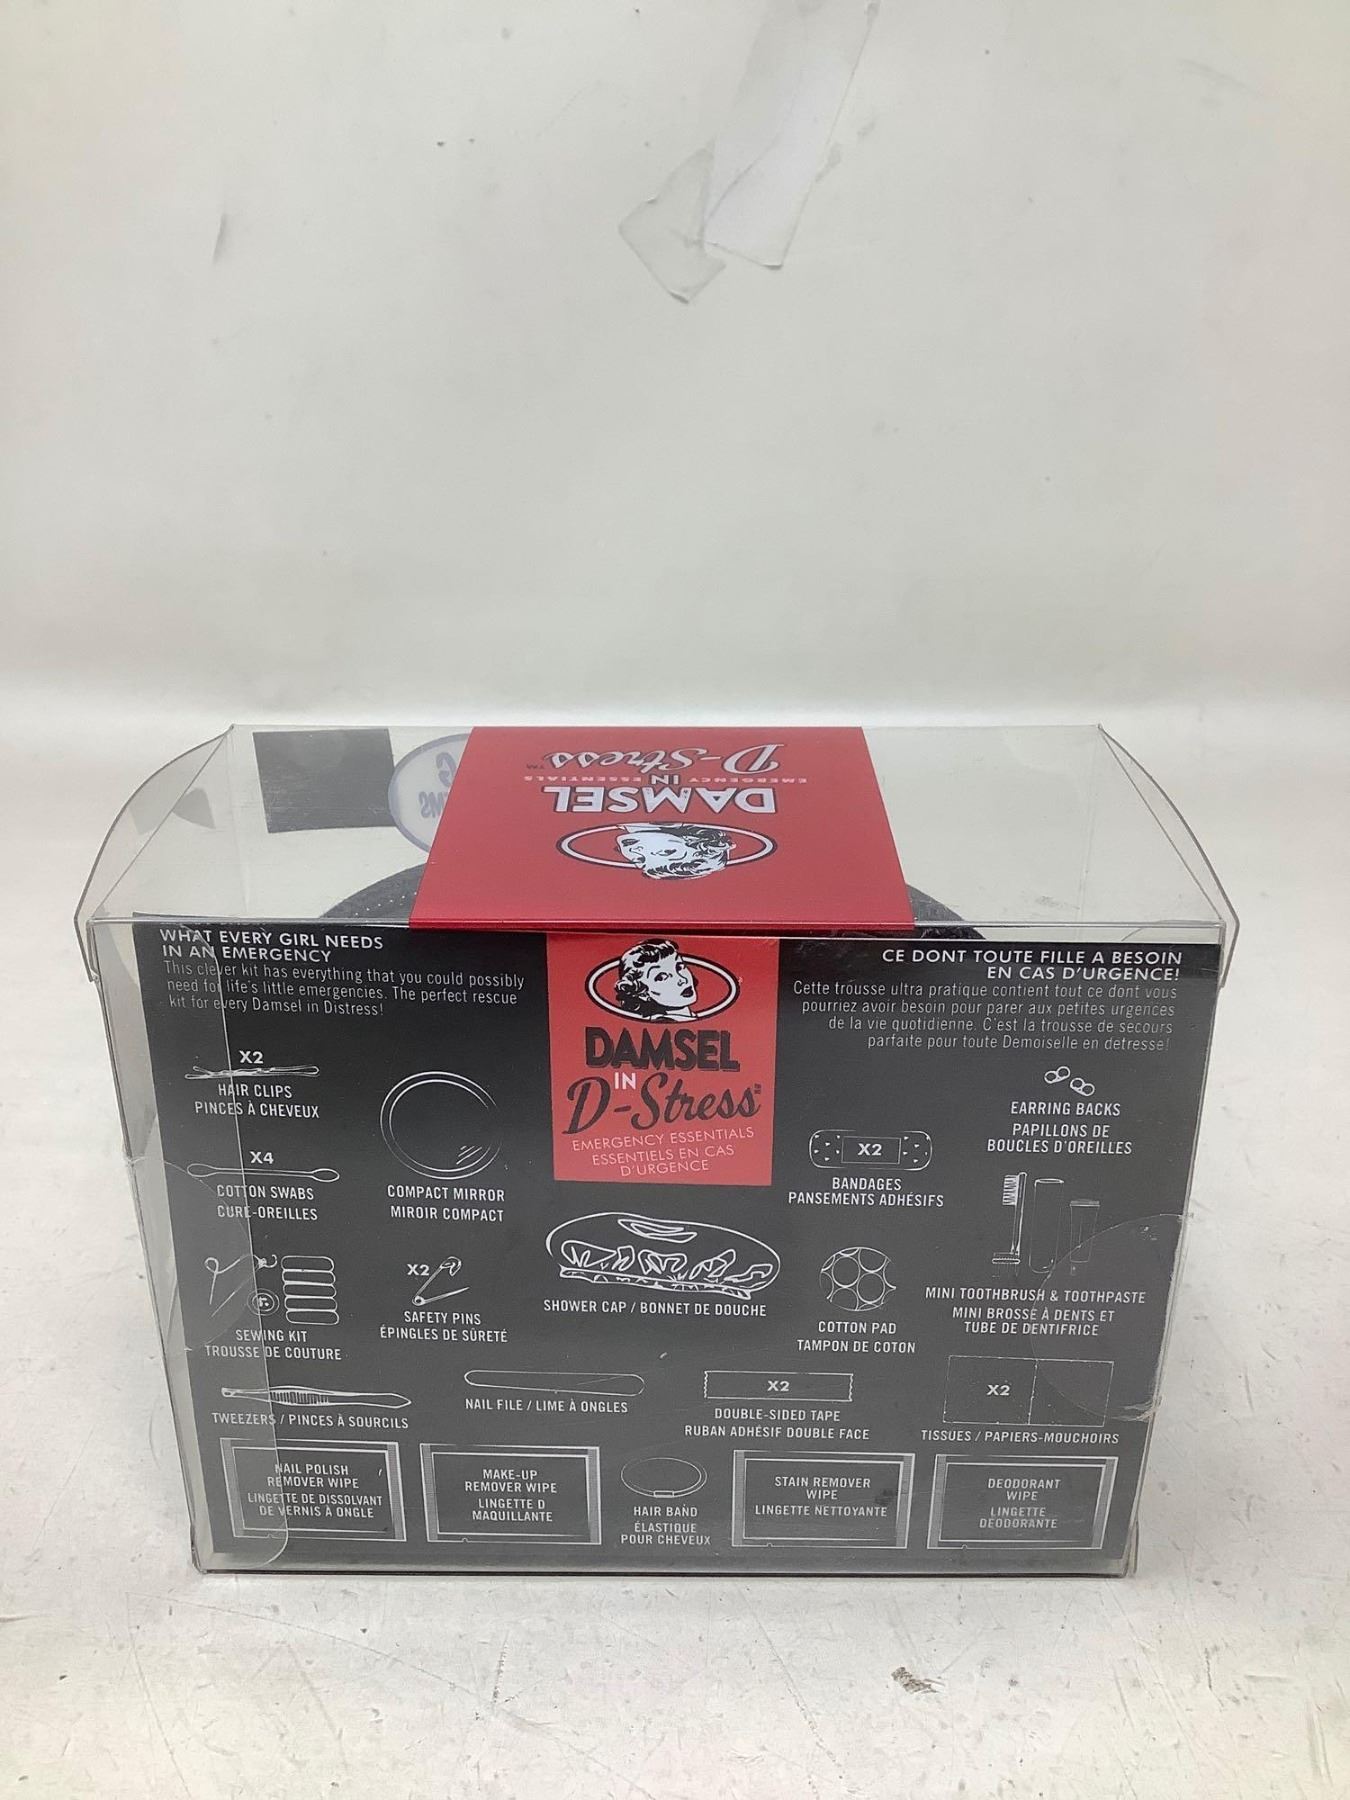 D-Stress™
EMERGENCY IN ESSENTIALS
DAMSEL
WHAT EVERY GIRL NEEDS
IN AN EMERGENCY
This clever kit has everything that you could possibly
need for life's little emergencies. The perfect rescue
kit for every Damsel in Distress!
CE DONT TOUTE FILLE A BESOIN
EN CAS D'URGENCE!
Cette trousse ultra pratique contient tout ce dont vous
pourriez avoir besoin pour parer aux petites urgences
de la vie quotidienne. C'est la trousse de secours
parfaite pour toute Demoiselle en detresse!
DAMSEL
IN
D-Stress
EMERGENCY ESSENTIALS
ESSENTIELS EN CAS
D'URGENCE
X2
HAIR CLIPS
PINCES À CHEVEUX
X4
COTTON SWABS
CURE-OREILLES
COMPACT MIRROR
MIROIR COMPACT
X2
BANDAGES
PANSEMENTS ADHÉSIFS
EARRING BACKS
PAPILLONS DE
BOUCLES D'OREILLES
SEWING KIT
TROUSSE DE COUTURE
X2
SAFETY PINS
ÉPINGLES DE SÛRETÉ
SHOWER CAP / BONNET DE DOUCHE
COTTON PAD
TAMPON DE COTON
MINI TOOTHBRUSH & TOOTHPASTE
MINI BROSSE À DENTS ET
TUBE DE DENTIFRICE
TWEEZERS / PINCES À SOURCILS
NAIL FILE / LIME À ONGLES
X2
DOUBLE-SIDED TAPE
RUBAN ADHÉSIF DOUBLE FACE
X2
TISSUES / PAPIERS-MOUCHOIRS
NAIL POLISH
REMOVER WIPE
LINGETTE DE DISSOLVANT
DE VERNIS À ONGLE
MAKE-UP
REMOVER WIPE
LINGETTE D
MAQUILLANTE
HAIR BAND
ÉLASTIQUE
POUR CHEVEUX
STAIN REMOVER
WIPE
LINGETTE NETTOYANTE
DEODORANT
WIPE
LINGETTE
DÉODORANTE